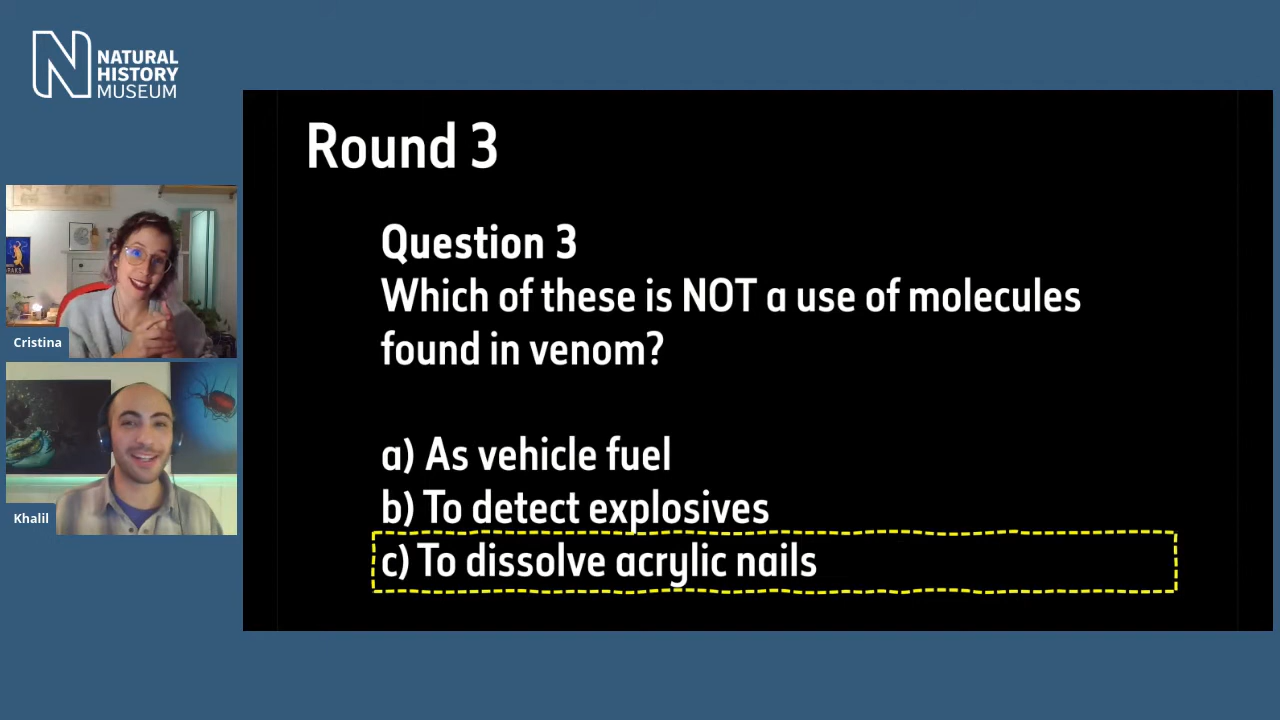 NATURAL
HISTORY
MUSEUM
Round 3
Question 3
Which of these is NOT a use of molecules
found in venom?
a) As vehicle fuel
b) To detect explosives
c) To dissolve acrylic nails
Cristina
Khalil